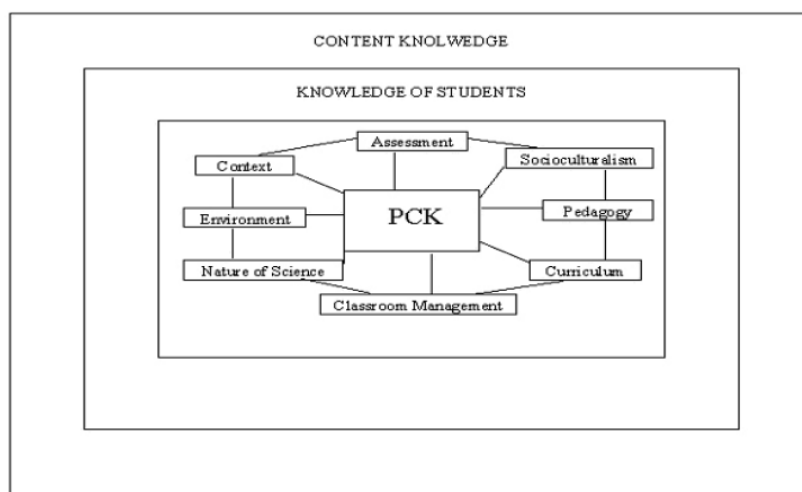 CONTENT KNOLWEDGE
KNOWLEDGE OF STUDENTS
Assessment
Context
Socioculturalism
Environment
PCK
Pedagogy
Nature of Science
Curriculum
Classroom Management